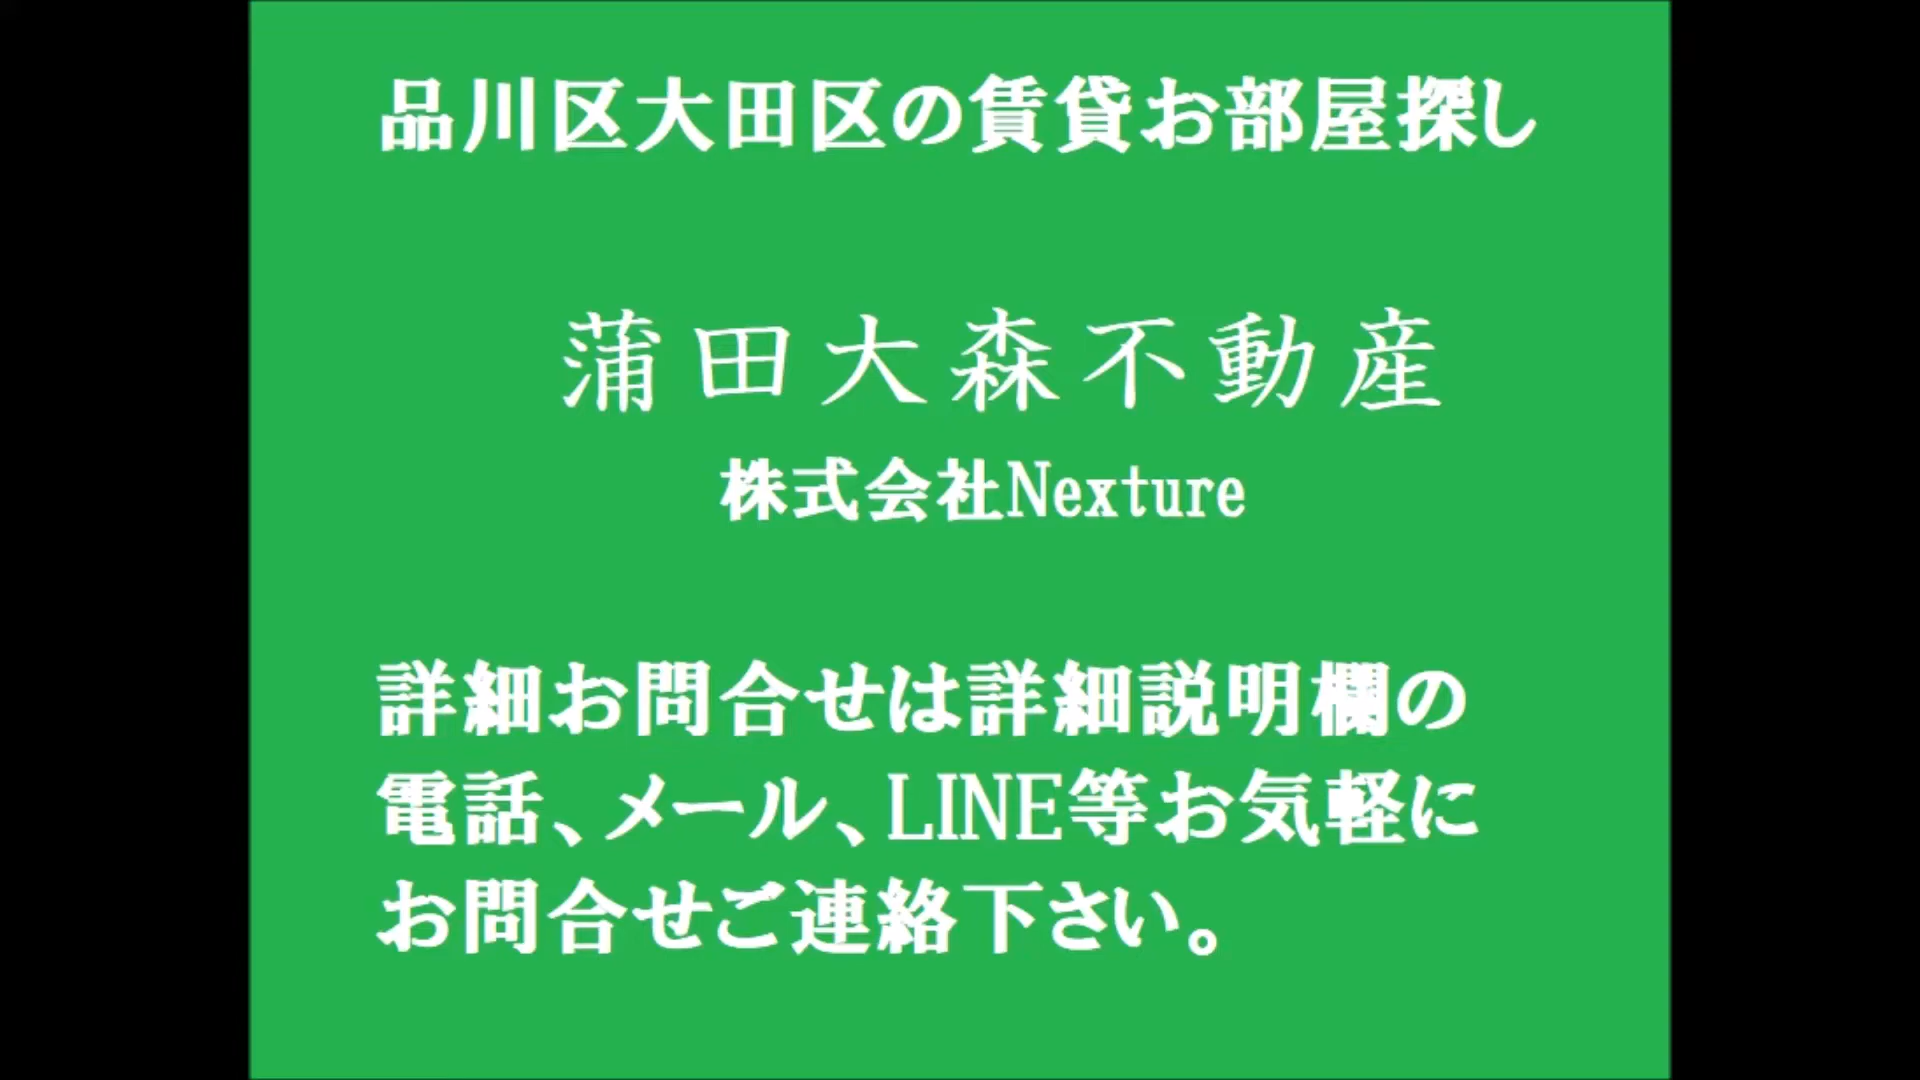 品川区大田区の賃貸お部屋探し
蒲田大森不動産
株式会社Nexture
詳細お問合せは詳細説明欄の
電話、メール、LINE等お気軽に
お問合せご連絡下さい。